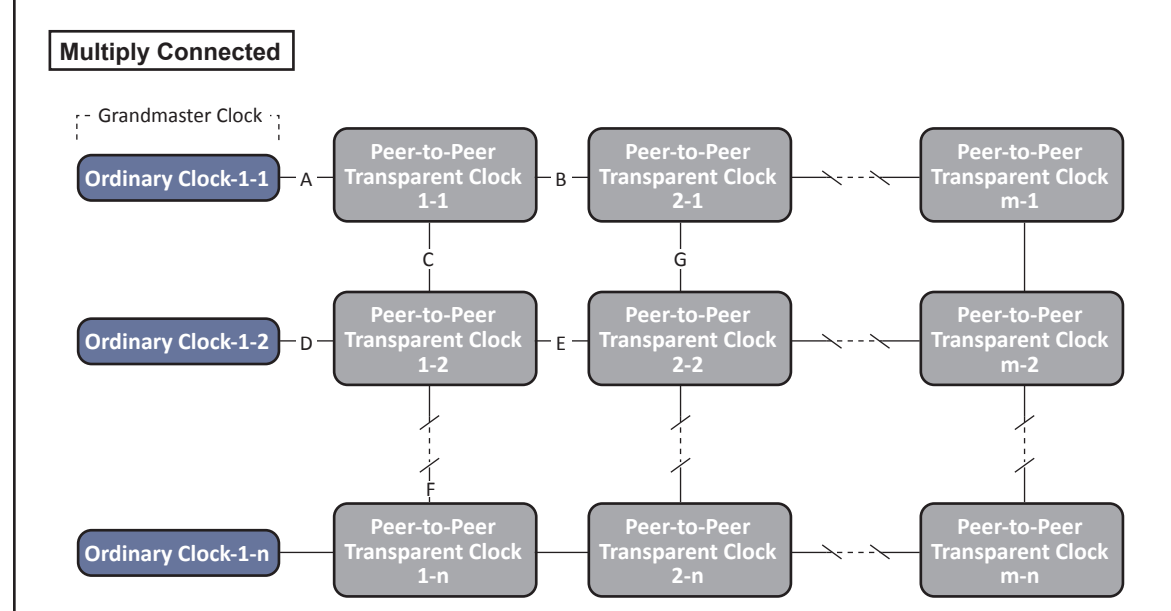 Multiply Connected
Grandmaster Clock
Ordinary Clock-1-1
A
Peer-to-Peer
Transparent Clock
1-1
B
Peer-to-Peer
Transparent Clock
2-1
Peer-to-Peer
Transparent Clock
m-1
C
G
Ordinary Clock-1-2
D
Peer-to-Peer
Transparent Clock
1-2
E
Peer-to-Peer
Transparent Clock
2-2
Peer-to-Peer
Transparent Clock
m-2
F
Ordinary Clock-1-n
Peer-to-Peer
Transparent Clock
1-n
Peer-to-Peer
Transparent Clock
2-n
Peer-to-Peer
Transparent Clock
m-n